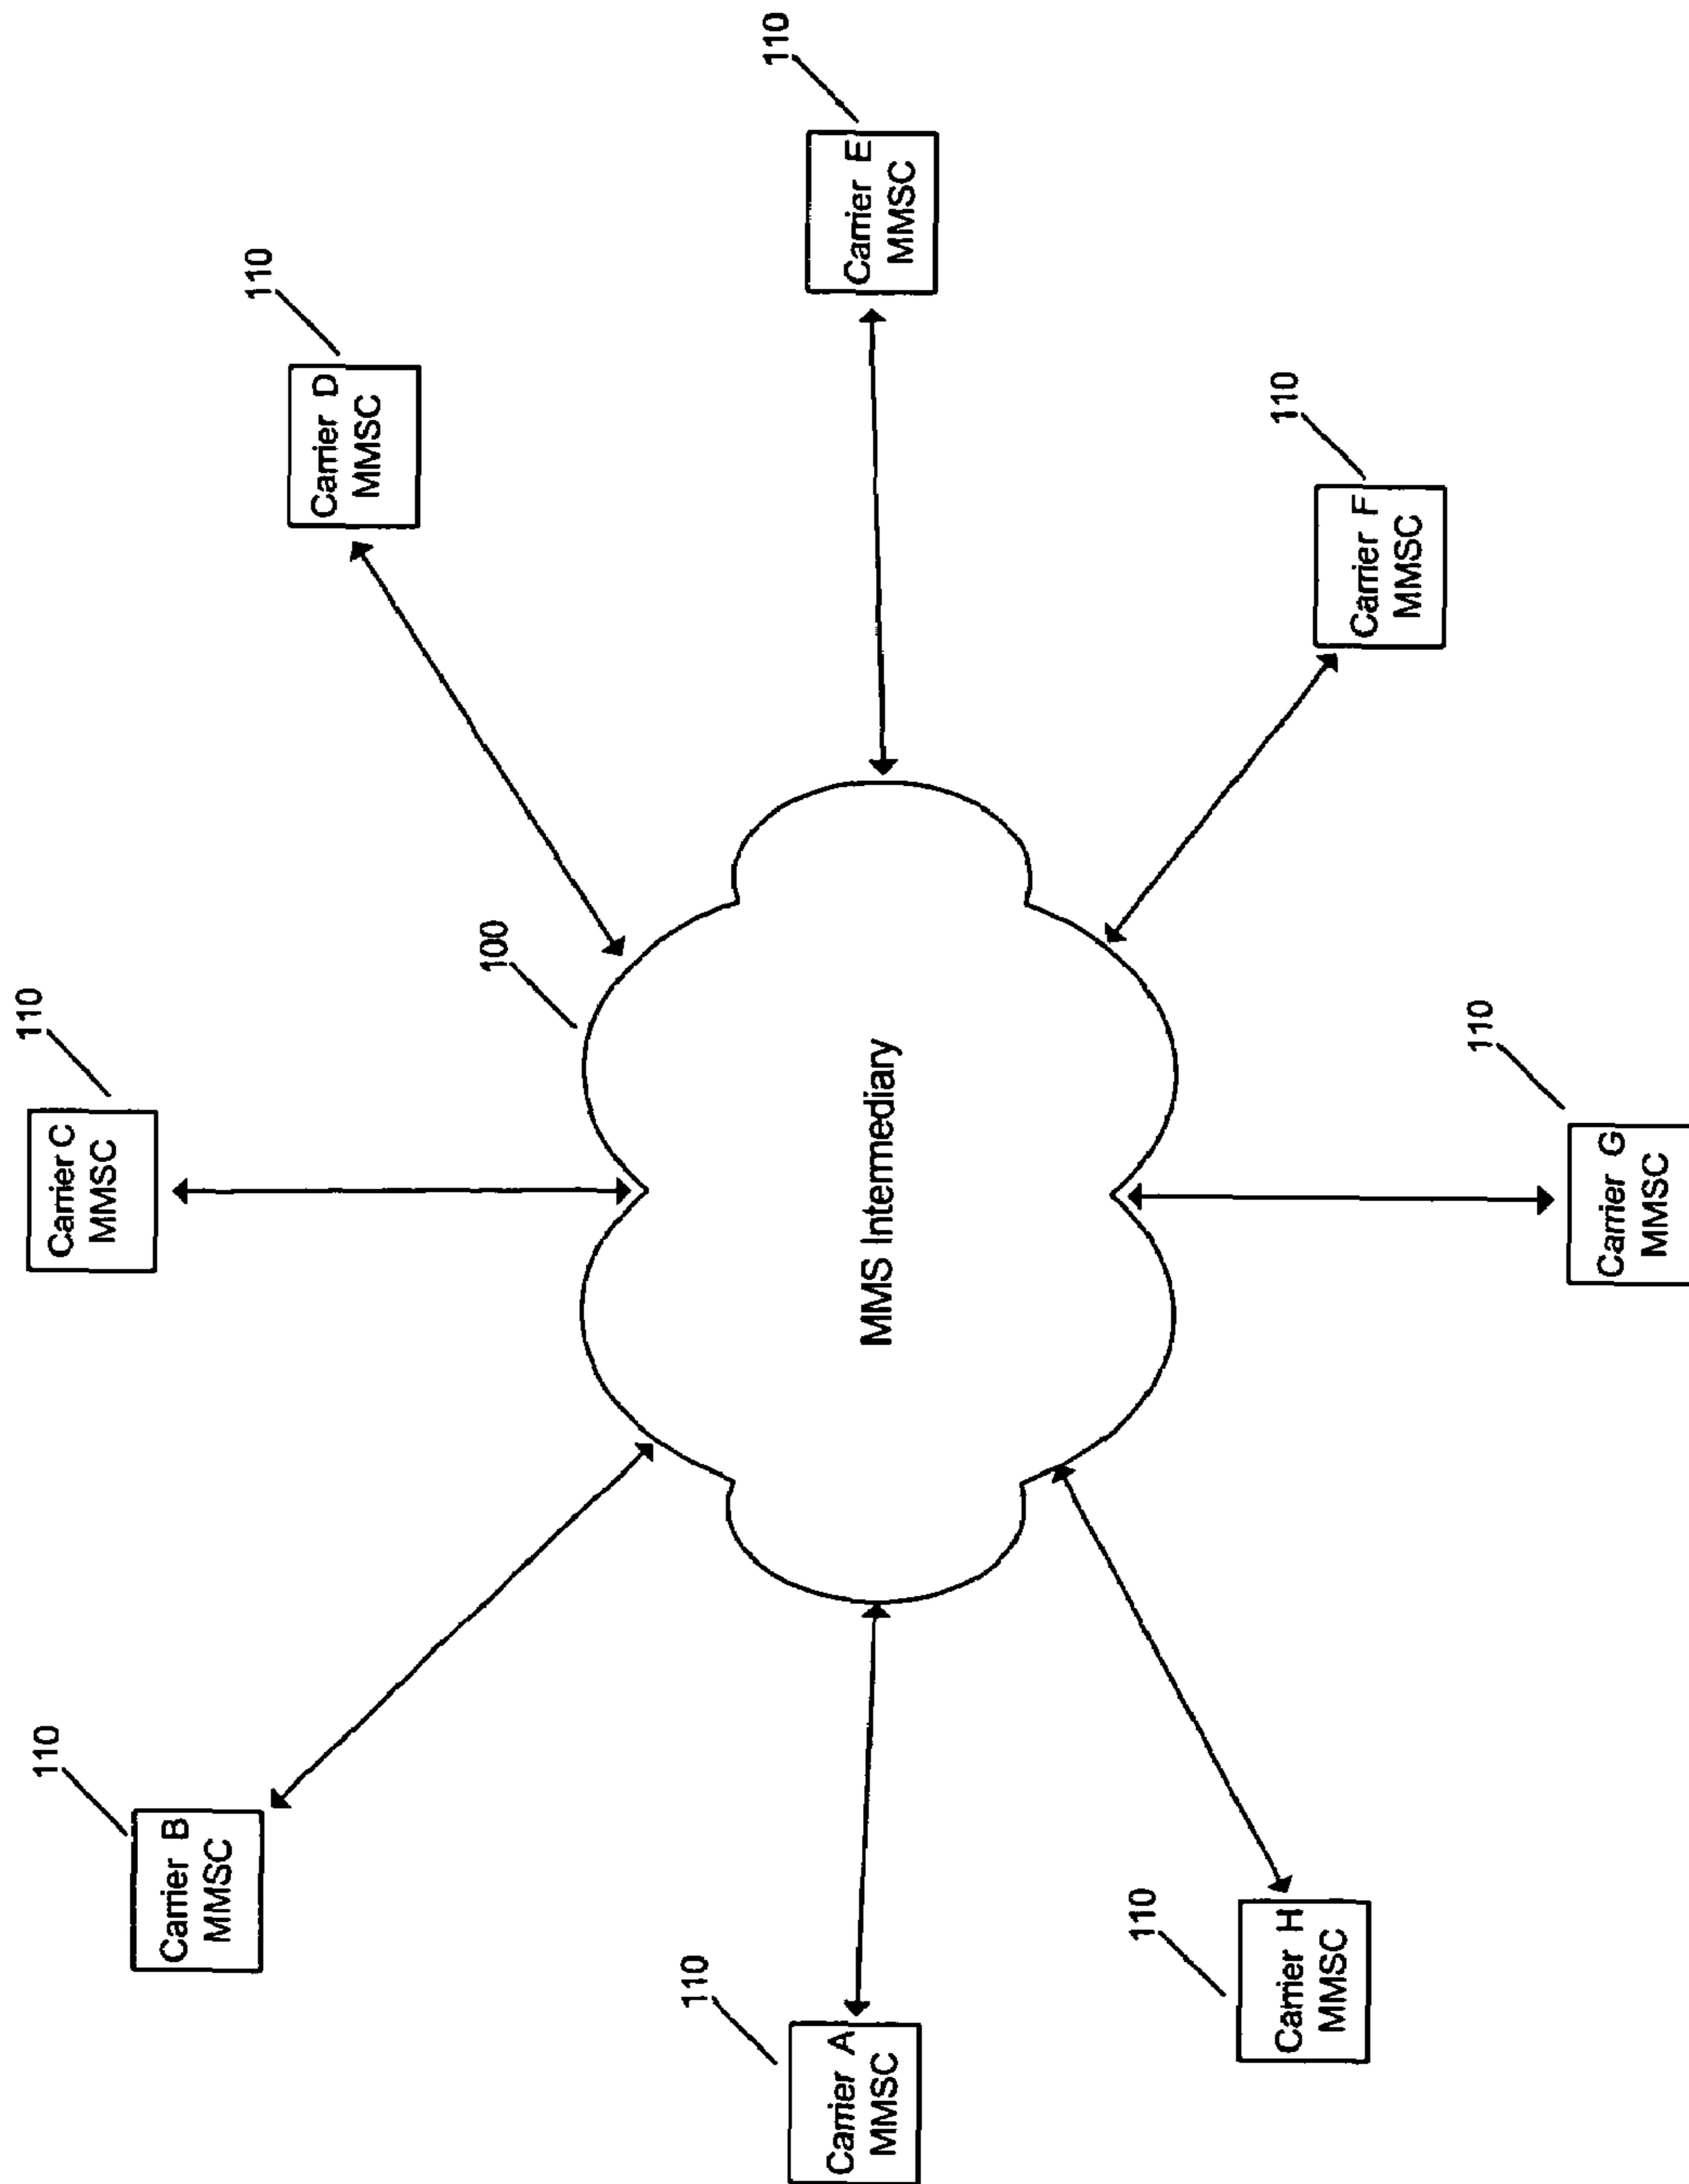 110
Carrier C
MMSC
110
Carrier B
MMSC
110
Carrier D
MMSC
100
110
Carrier A
MMSC
MMS Intermediary
110
Carrier E
MMSC
110
Carrier H
MMSC
110
Carrier F
MMSC
110
Carrier G
MMSC